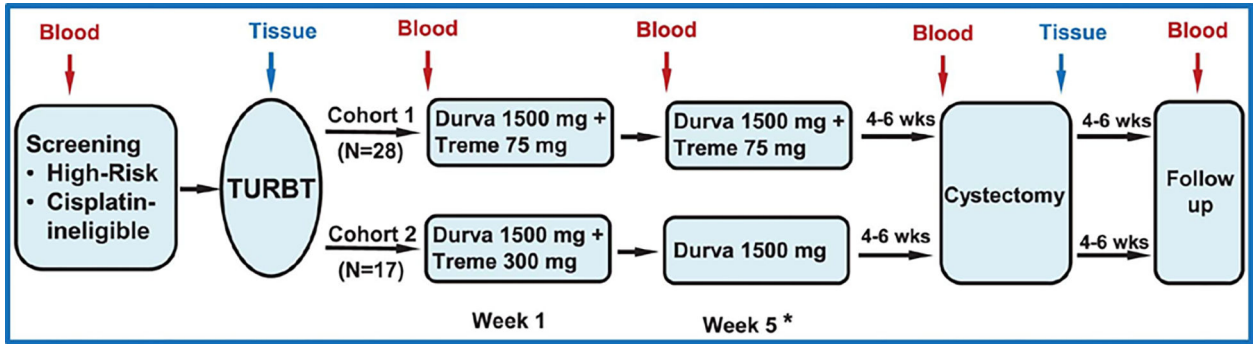 Blood
Tissue
Blood
Blood
Blood
Tissue
Blood
Screening
• High-Risk
• Cisplatin-
ineligible
TURBT
Cohort 1
(N=28)
Durva 1500 mg +
Treme 75 mg
Durva 1500 mg +
Treme 75 mg
4-6 wks
Cohort 2
(N=17)
Durva 1500 mg +
Treme 300 mg
Durva 1500 mg
4-6 wks
Cystectomy
4-6 wks
4-6 wks
Follow
up
Week 1
Week 5 *